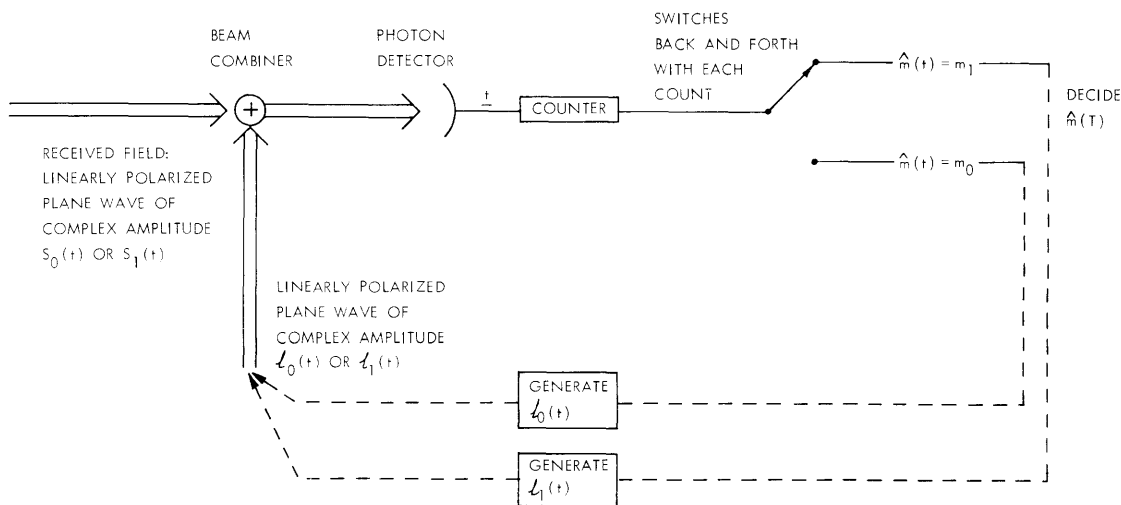 BEAM
COMBINER
PHOTON
DETECTOR
SWITCHES
BACK AND FORTH
WITH EACH
COUNT
+
t
COUNTER
m̂(t) = m₁
DECIDE
m̂(T)
m̂(t) = m₀
RECEIVED FIELD:
LINEARLY POLARIZED
PLANE WAVE OF
COMPLEX AMPLITUDE
S₀(t) OR S₁(t)
LINEARLY POLARIZED
PLANE WAVE OF
COMPLEX AMPLITUDE
ℓ₀(t) OR ℓ₁(t)
GENERATE
ℓ₀(t)
GENERATE
ℓ₁(t)